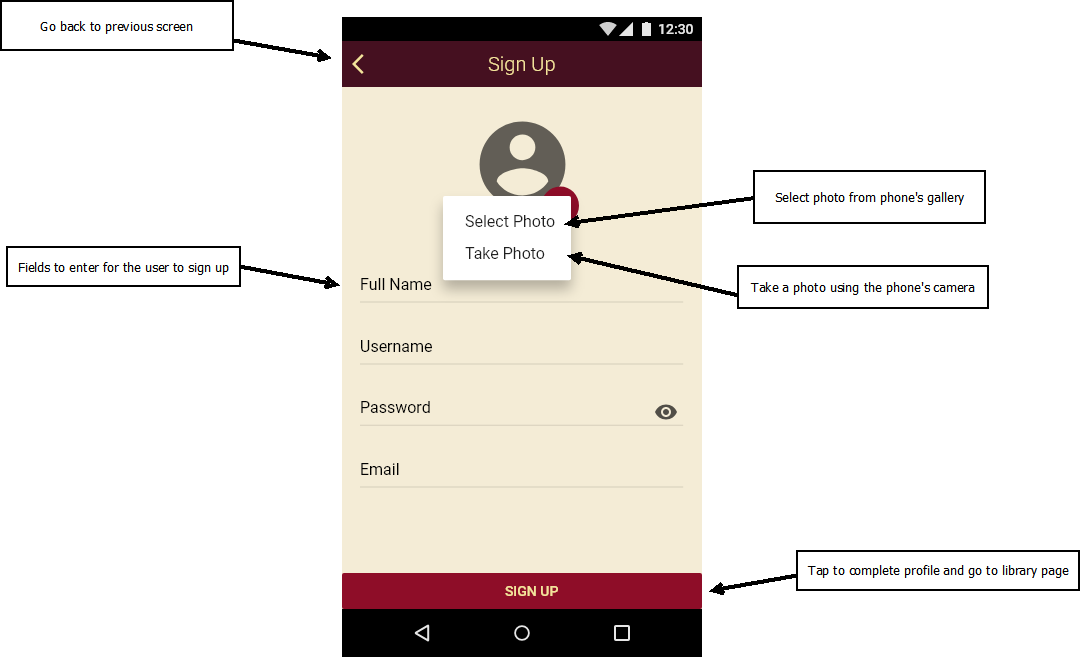 Go back to previous screen
12:30
Sign Up
Select photo from phone's gallery
Select Photo
Take Photo
Fields to enter for the user to sign up
Take a photo using the phone's camera
Full Name
Username
Password
Email
Tap to complete profile and go to library page
SIGN UP